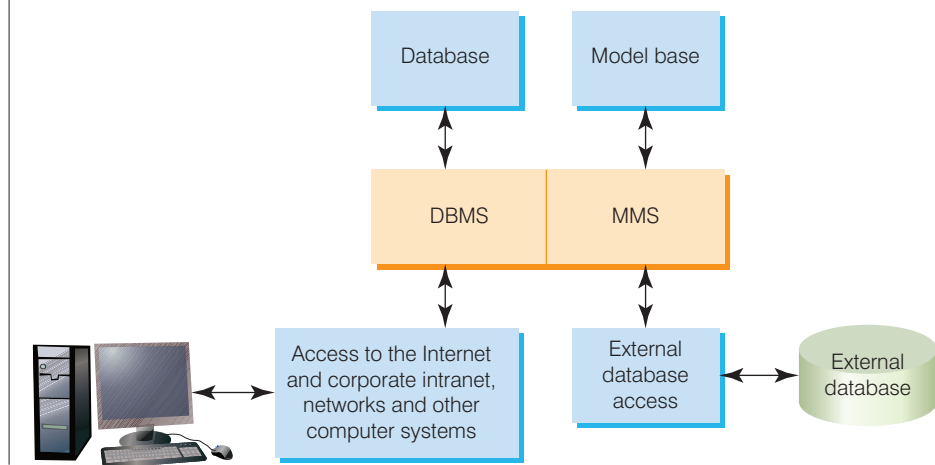 Database
Model base
DBMS
MMS
Access to the Internet
and corporate intranet,
networks and other
computer systems
External
database
access
External
database